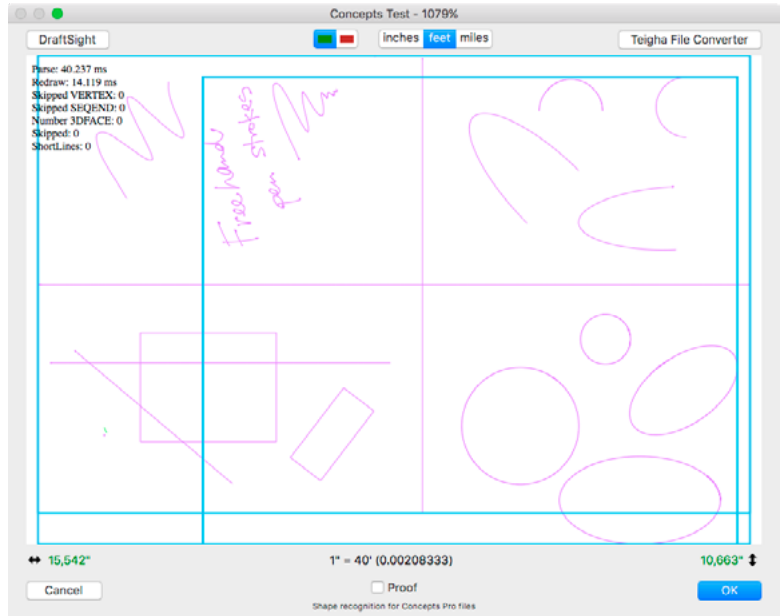 Concepts Test - 1079%
DraftSight
inches feet miles
Teigha File Converter
Parse: 40.237 ms
Redraw: 14.119 ms
Skipped VERTEX: 0
Skipped SEQEND: 0
Number 3DFACE: 0
Skipped: 0
ShortLines: 0
Freehand
pen strokes
15,542"
1" = 40' (0.00208333)
10,663"
Cancel
Proof
OK
Shape recognition for Concepts Pro files